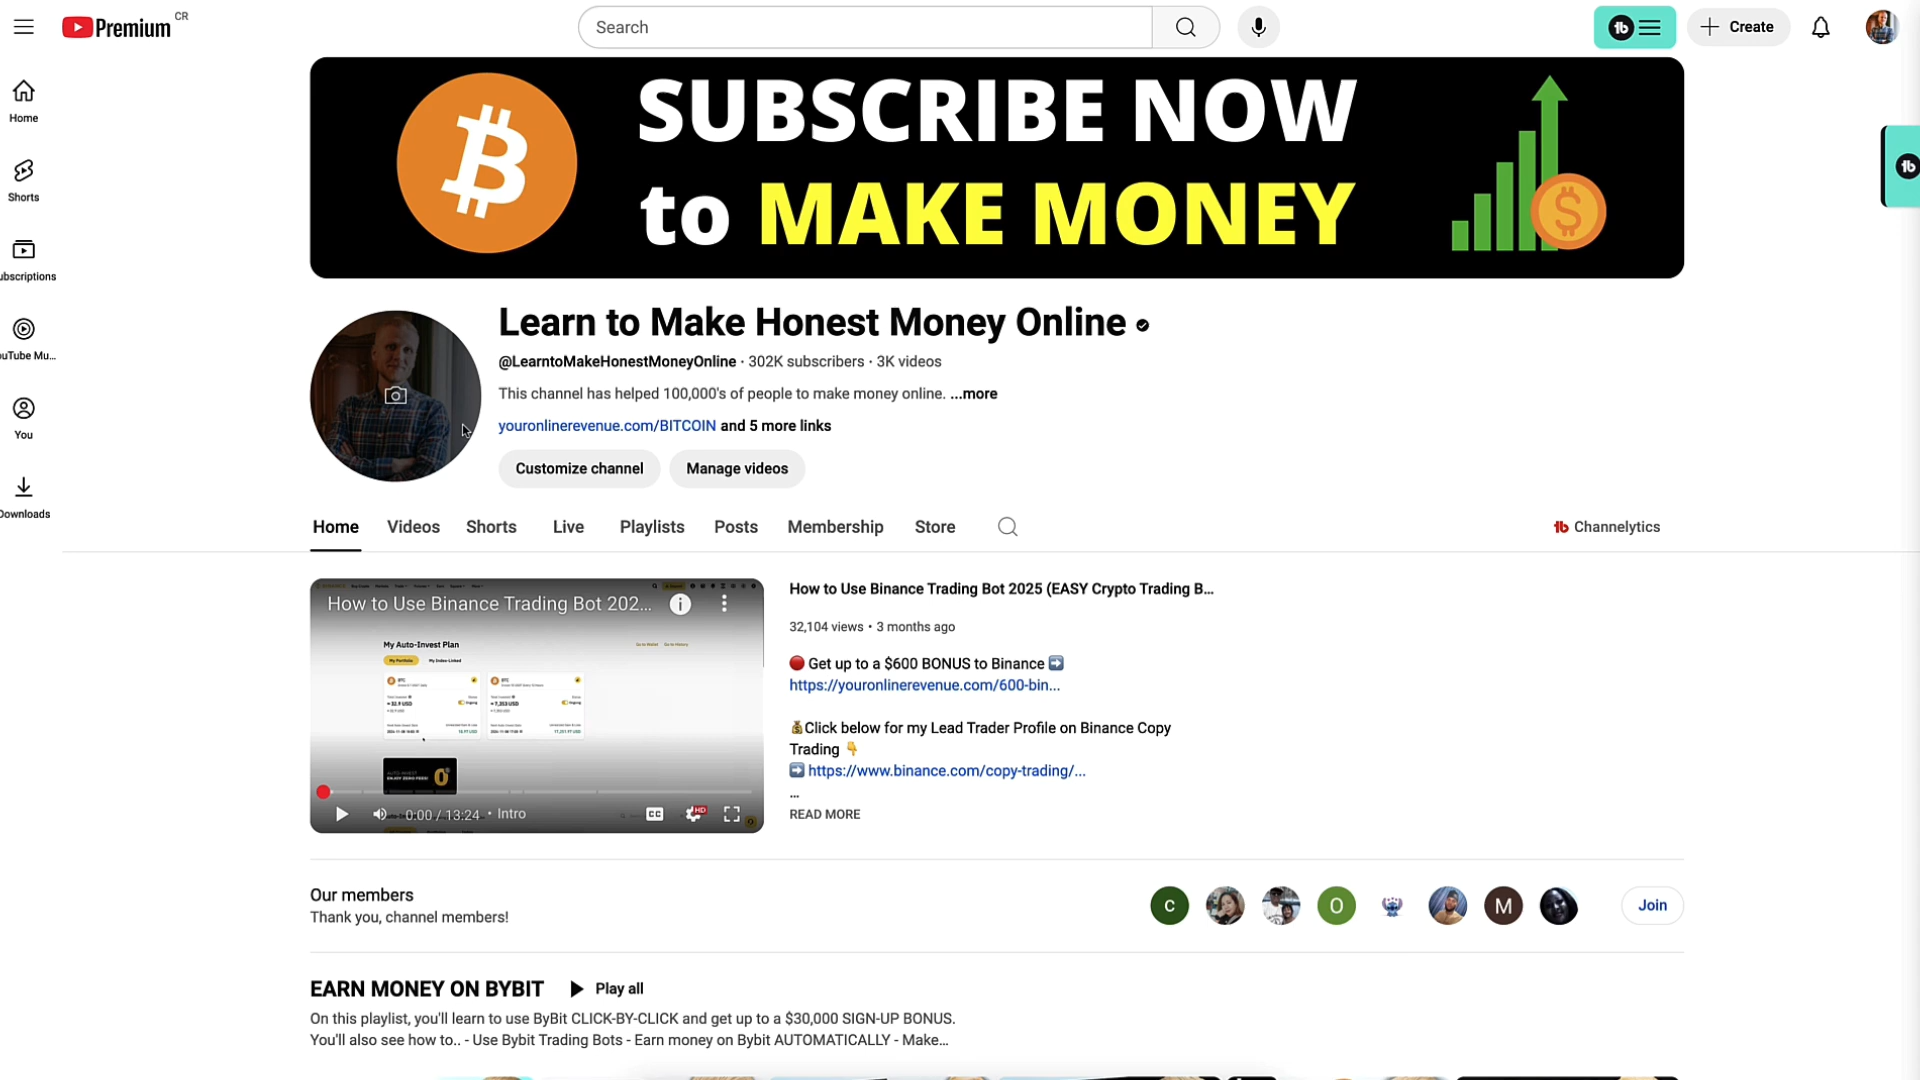 Premium CR
Search
Create
Home
Shorts
ubscriptions
ouTube Mu...
You
Downloads
SUBSCRIBE NOW
to MAKE MONEY
Learn to Make Honest Money Online
@LearntoMakeHonestMoneyOnline · 302K subscribers · 3K videos
This channel has helped 100,000's of people to make money online. ...more
youronlinerevenue.com/BITCOIN and 5 more links
Customize channel
Manage videos
Home
Videos
Shorts
Live
Playlists
Posts
Membership
Store
Channelytics
How to Use Binance Trading Bot 202...
My Auto-Invest Plan
My Portfolio
My Index-Linked
0:00 / 13:24 • Intro
CC
HD
How to Use Binance Trading Bot 2025 (EASY Crypto Trading B...
32,104 views • 3 months ago
🔴 Get up to a $600 BONUS to Binance ➡️
https://youronlinerevenue.com/600-bin...
💰Click below for my Lead Trader Profile on Binance Copy
Trading 👇
➡️ https://www.binance.com/copy-trading/...
...
READ MORE
Our members
Thank you, channel members!
C
O
M
Join
EARN MONEY ON BYBIT
Play all
On this playlist, you'll learn to use ByBit CLICK-BY-CLICK and get up to a $30,000 SIGN-UP BONUS.
You'll also see how to.. - Use Bybit Trading Bots - Earn money on Bybit AUTOMATICALLY - Make...